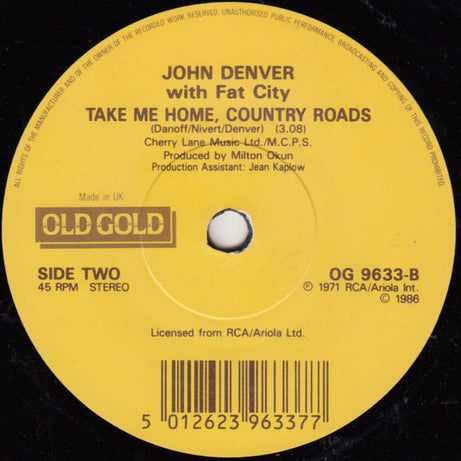 ALL RIGHTS OF THE MANUFACTURER AND OF THE OWNER OF THE RECORDED WORK RESERVED. UNAUTHORISED PUBLIC PERFORMANCE, BROADCASTING AND COPYING OF THIS RECORD PROHIBITED.
JOHN DENVER
with Fat City
TAKE ME HOME, COUNTRY ROADS
(Danoff/Nivert/Denver) (3.08)
Cherry Lane Music Ltd./M.C.P.S.
Produced by Milton Okun
Production Assistant: Jean Kaplow
Made in UK
OLD GOLD
SIDE TWO
45 RPM STEREO
OG 9633-B
Ⓟ 1971 RCA/Ariola Int.
© 1986
Licensed from RCA/Ariola Ltd.
5 012623 963377